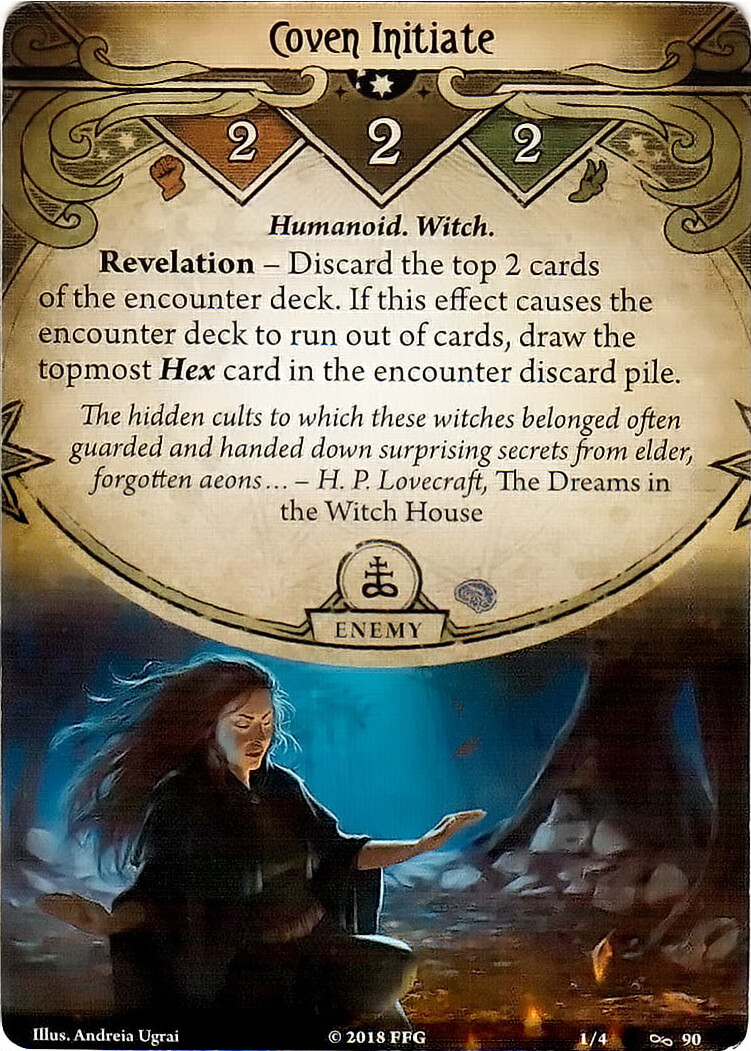 Coven Initiate
2 2 2
Humanoid. Witch.
Revelation – Discard the top 2 cards
of the encounter deck. If this effect causes the
encounter deck to run out of cards, draw the
topmost Hex card in the encounter discard pile.
The hidden cults to which these witches belonged often
guarded and handed down surprising secrets from elder,
forgotten aeons… – H. P. Lovecraft, The Dreams in
the Witch House
ENEMY
Illus. Andreia Ugrai © 2018 FFG 1/4 90